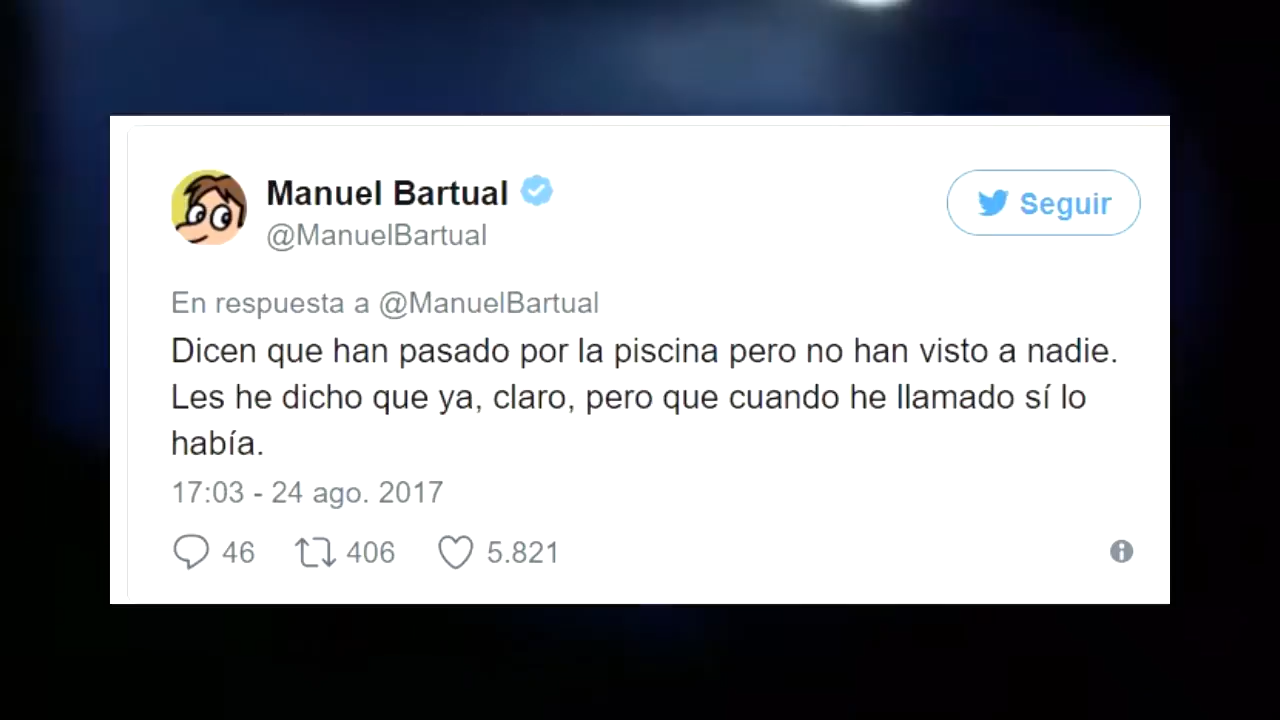 Manuel Bartual
@ManuelBartual
Seguir
En respuesta a @ManuelBartual
Dicen que han pasado por la piscina pero no han visto a nadie.
Les he dicho que ya, claro, pero que cuando he llamado sí lo
había.
17:03 - 24 ago. 2017
46 406 5.821